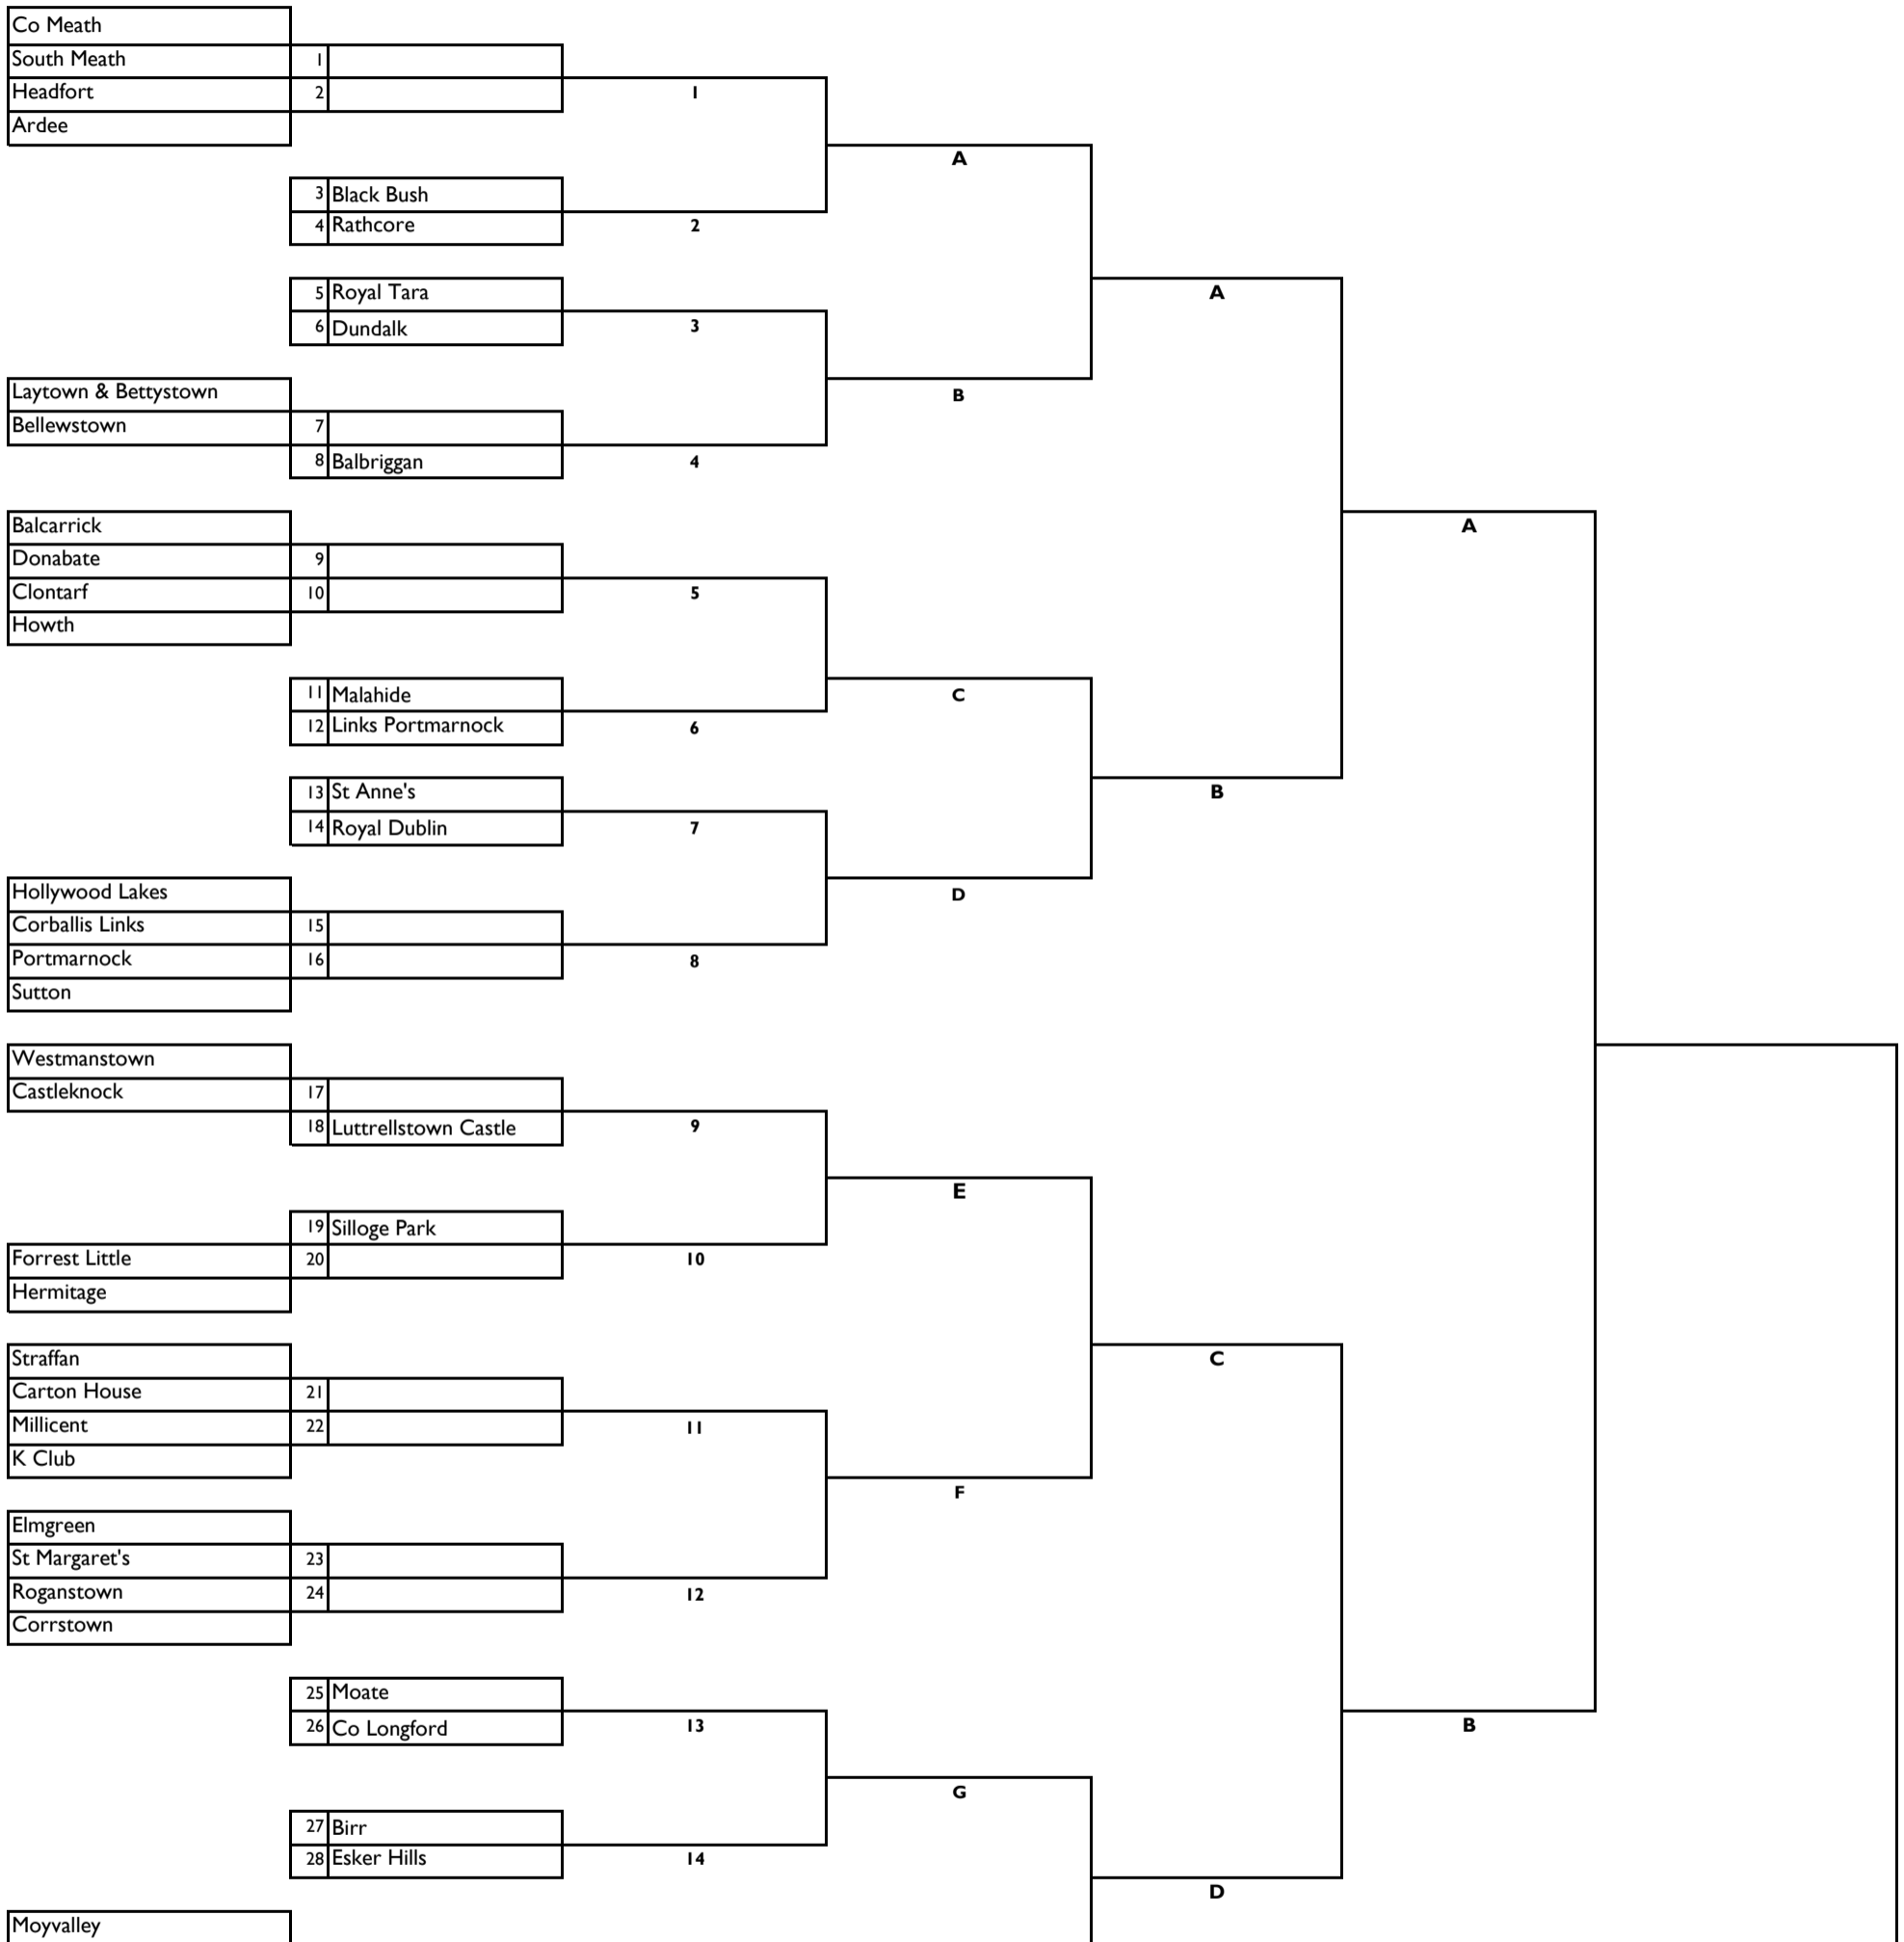 Co Meath
South Meath 1
Headfort 2 1
Ardee
A
3 Black Bush
4 Rathcore 2
5 Royal Tara A
6 Dundalk 3
Laytown & Bettystown B
Bellewstown 7
8 Balbriggan 4
Balcarrick A
Donabate 9
Clontarf 10 5
Howth
11 Malahide C
12 Links Portmarnock 6
13 St Anne's B
14 Royal Dublin 7
Hollywood Lakes D
Corballis Links 15
Portmarnock 16 8
Sutton
Westmanstown
Castleknock 17
18 Luttrellstown Castle 9
E
19 Silloge Park
Forrest Little 20 10
Hermitage
Straffan C
Carton House 21
Millicent 22 11
K Club
F
Elmgreen
St Margaret's 23
Roganstown 24 12
Corrstown
25 Moate
26 Co Longford 13 B
G
27 Birr
28 Esker Hills 14
D
Moyvalley